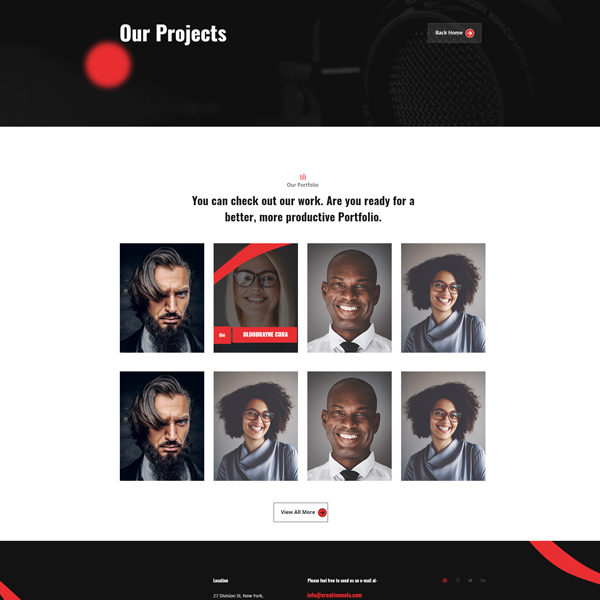 Our Projects
Back Home
Our Portfolio
You can check out our work. Are you ready for a
better, more productive Portfolio.
Bē
BLOODRAYNE CORA
View All More
Location
Please feel free to send us an e-mail at-
27 Division St, New York,
info@creativemela.com